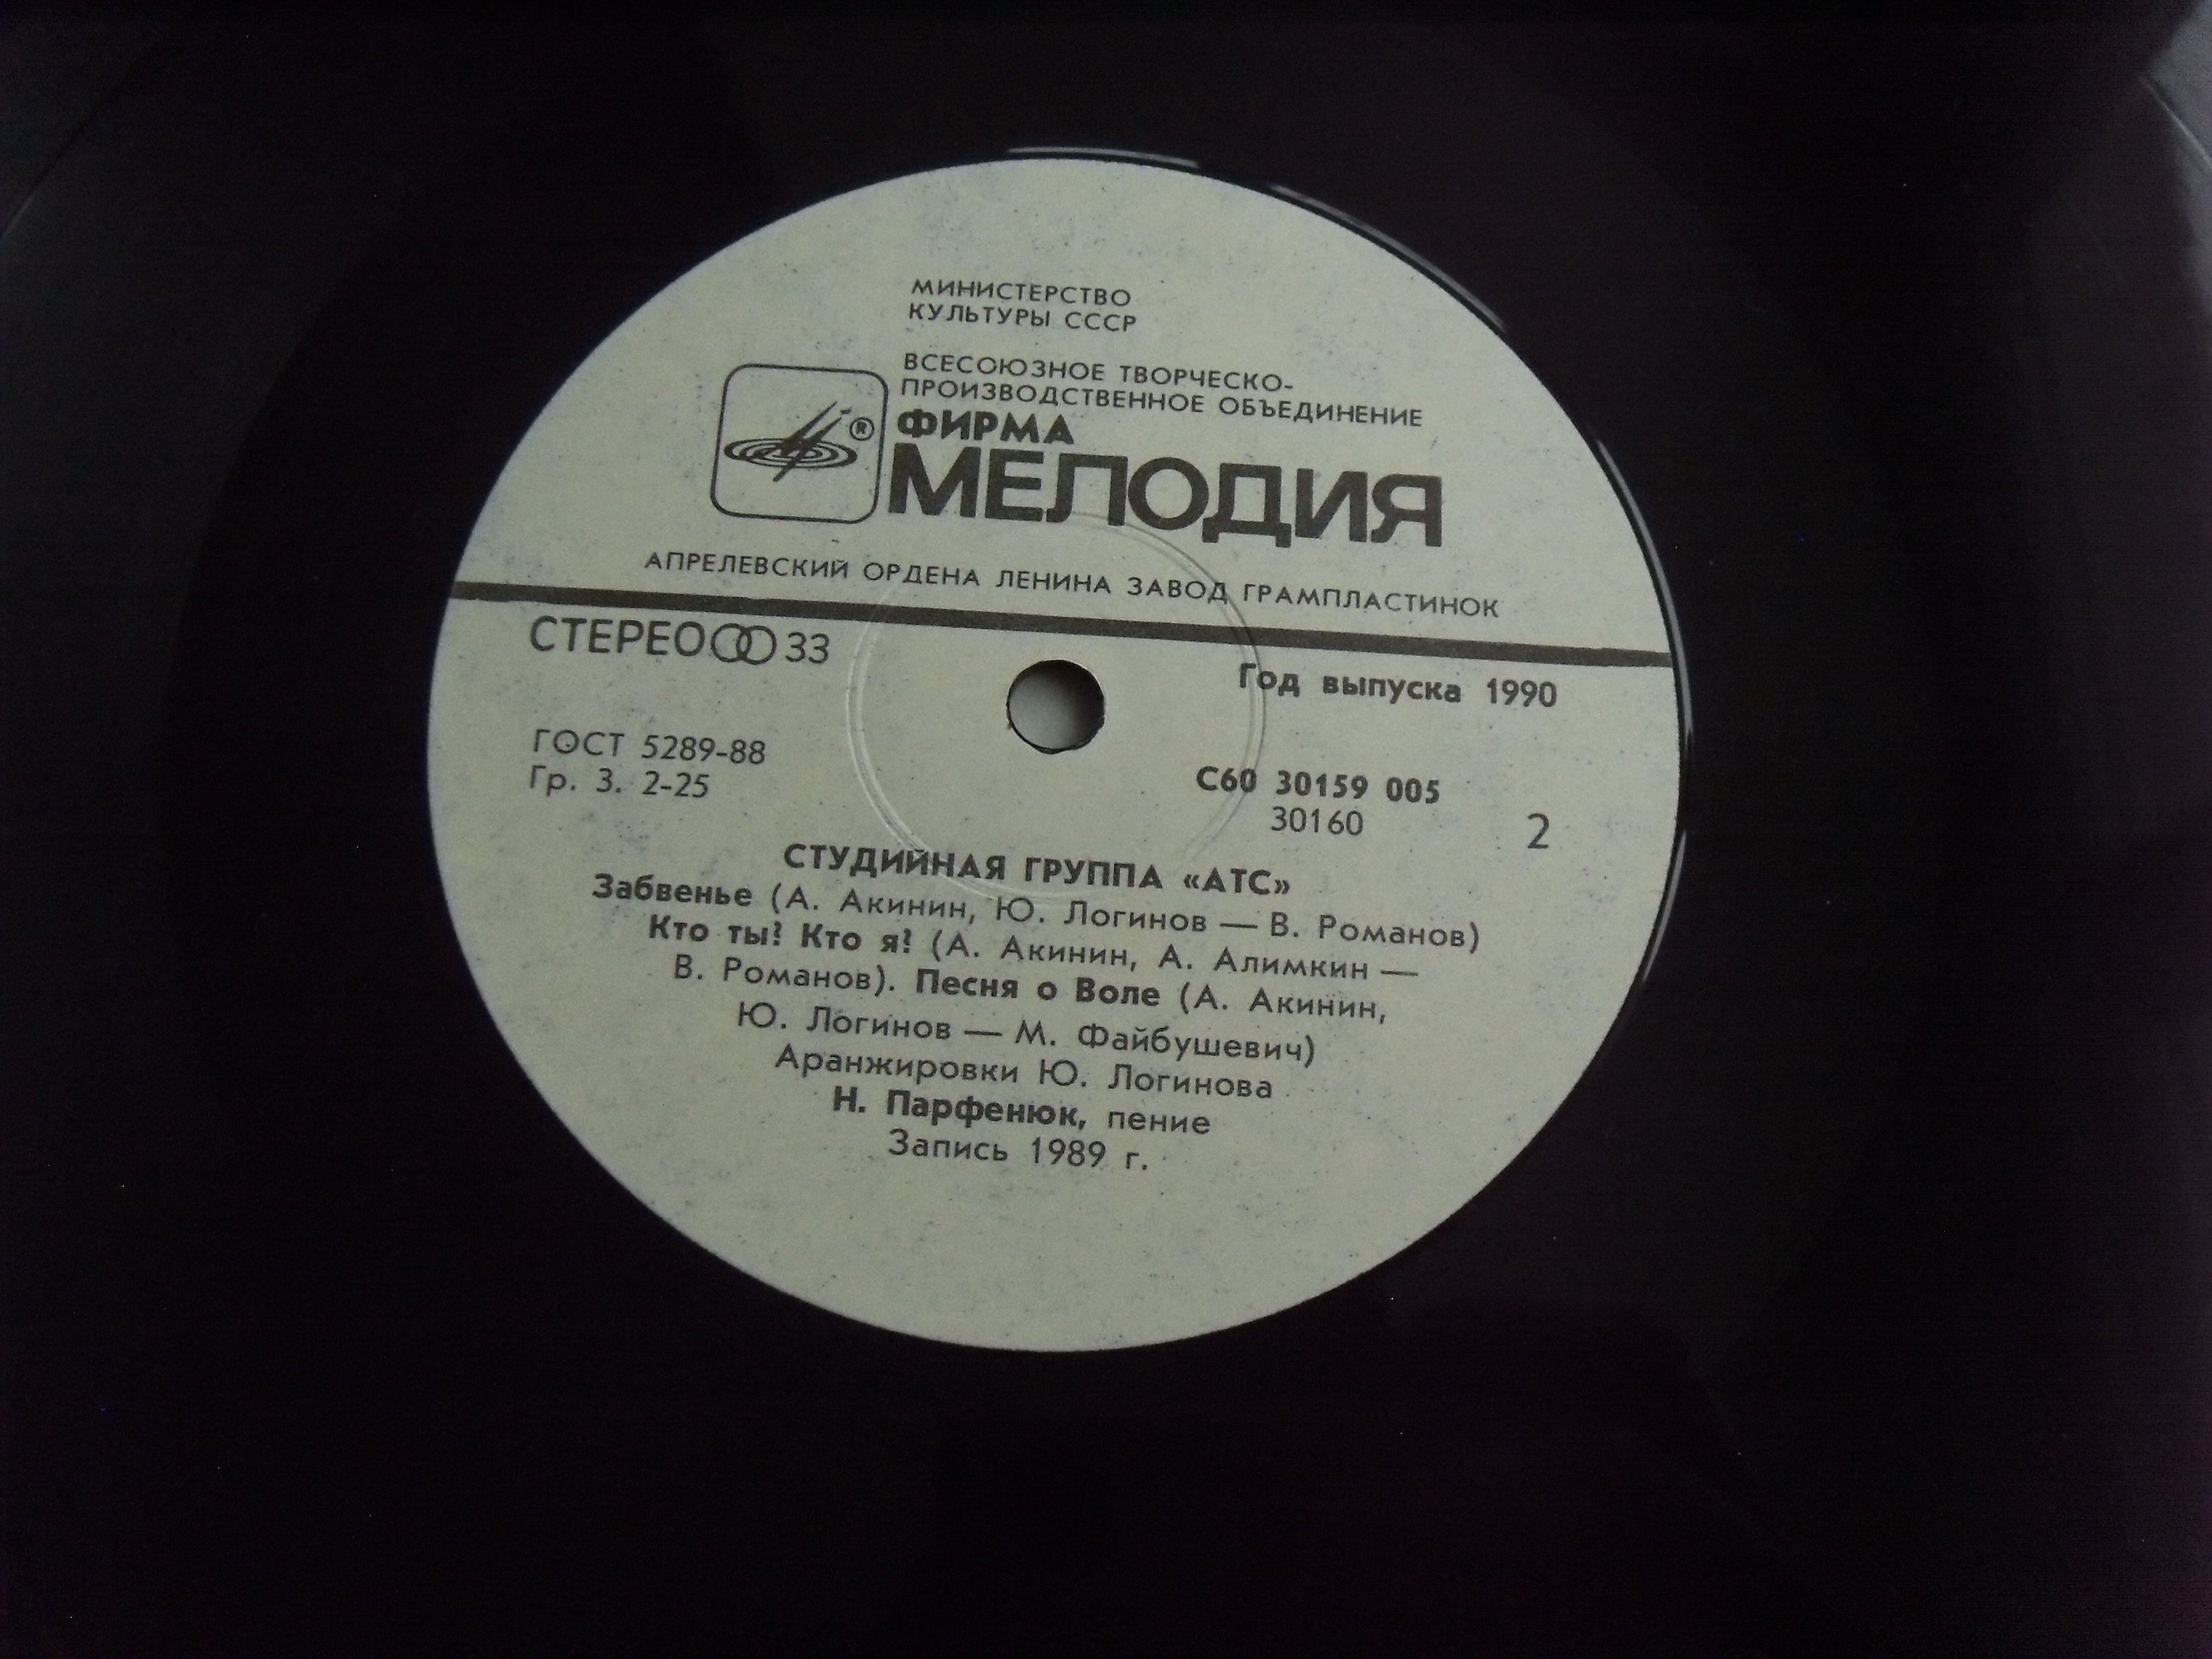 МИНИСТЕРСТВО
КУЛЬТУРЫ СССР
ВСЕСОЮЗНОЕ ТВОРЧЕСКО-
ПРОИЗВОДСТВЕННОЕ ОБЪЕДИНЕНИЕ
®
ФИРМА
МЕЛОДИЯ
АПРЕЛЕВСКИЙ ОРДЕНА ЛЕНИНА ЗАВОД ГРАМПЛАСТИНОК
СТЕРЕО 33
Год выпуска 1990
ГОСТ 5289-88
Гр. 3. 2-25
С60 30159 005
30160
2
СТУДИЙНАЯ ГРУППА «АТС»
Забвенье (А. Акинин, Ю. Логинов — В. Романов)
Кто ты? Кто я? (А. Акинин, А. Алимкин —
В. Романов). Песня о Воле (А. Акинин,
Ю. Логинов — М. Файбушевич)
Аранжировки Ю. Логинова
Н. Парфенюк, пение
Запись 1989 г.